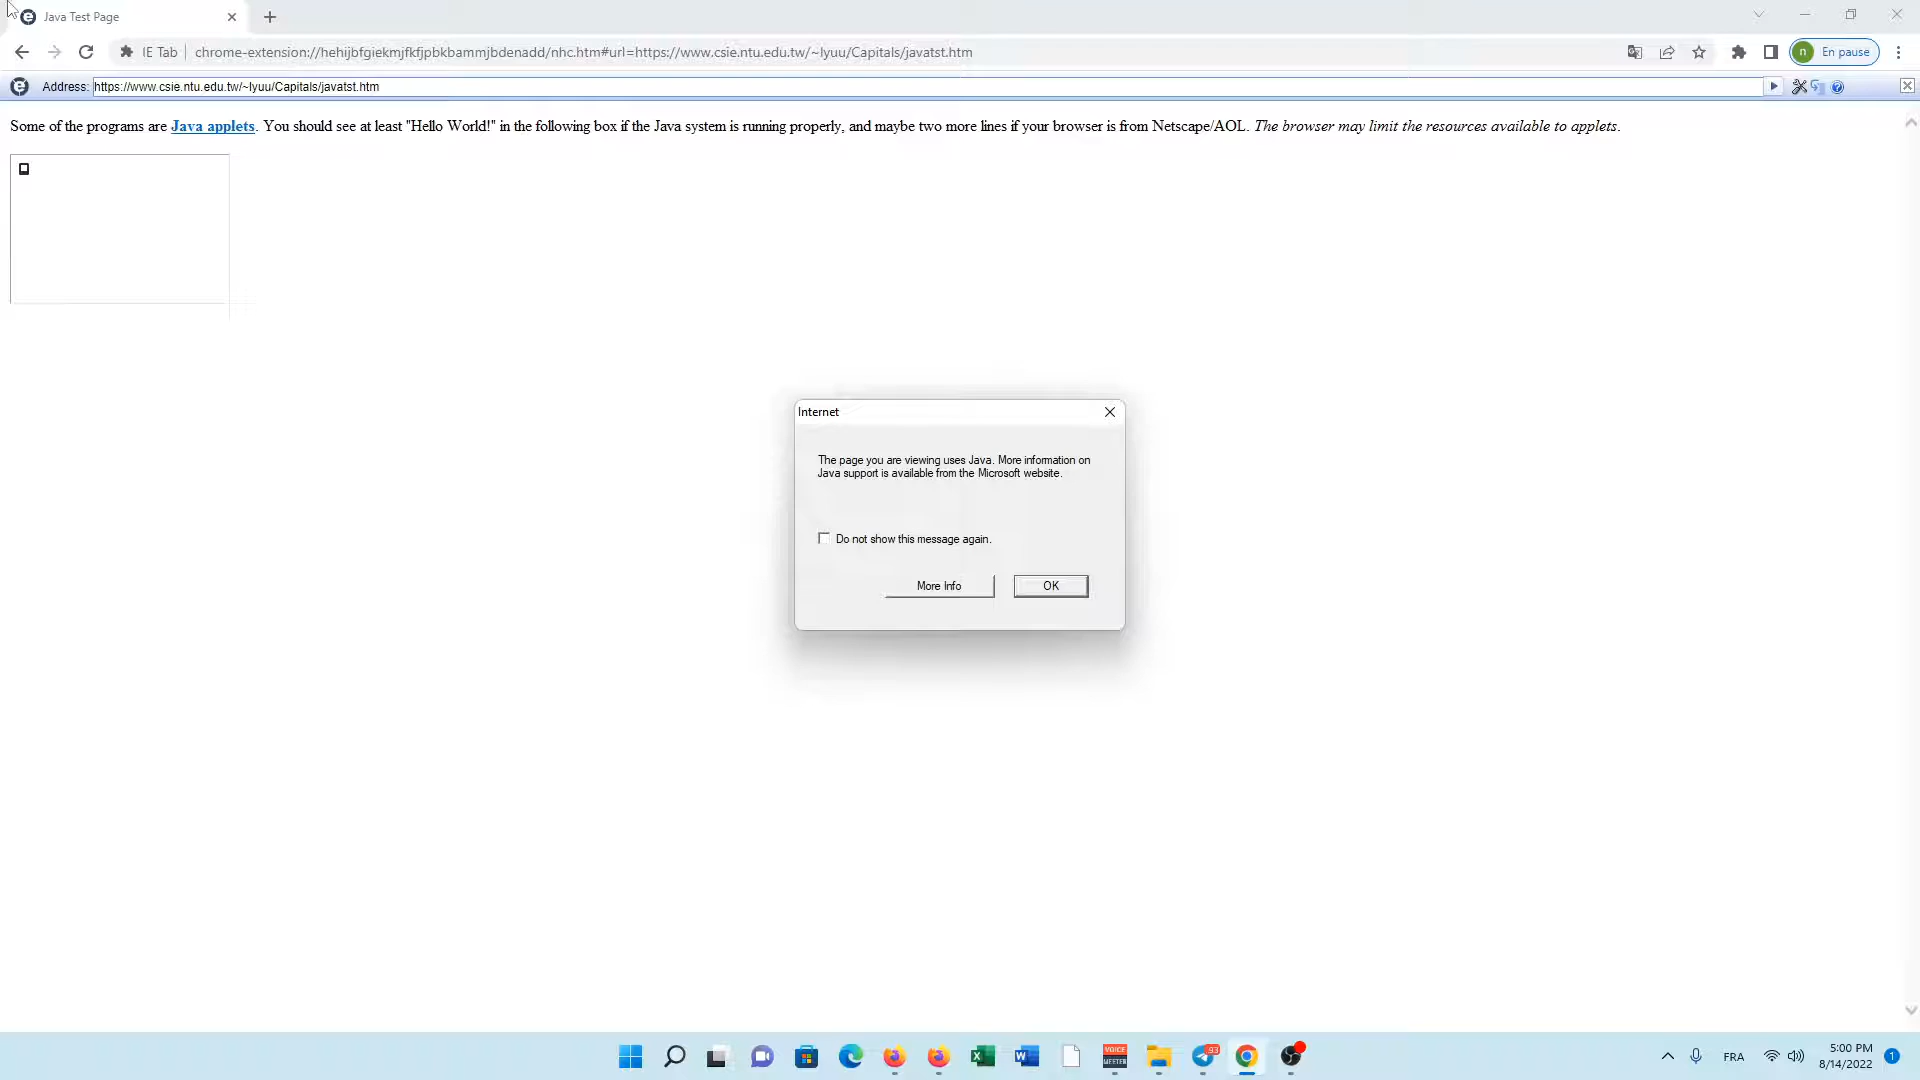 Java Test Page
IE Tab
chrome-extension://hehijbfgiekmjfkfjpbkbammjbdenadd/nhc.htm#url=https://www.csie.ntu.edu.tw/~lyuu/Capitals/javatst.htm
n
En pause
Address: https://www.csie.ntu.edu.tw/~lyuu/Capitals/javatst.htm
Some of the programs are Java applets. You should see at least "Hello World!" in the following box if the Java system is running properly, and maybe two more lines if your browser is from Netscape/AOL. The browser may limit the resources available to applets.
Internet
The page you are viewing uses Java. More information on
Java support is available from the Microsoft website.
Do not show this message again.
More Info
OK
VOICE
MEETER
93
FRA
5:00 PM
8/14/2022
1